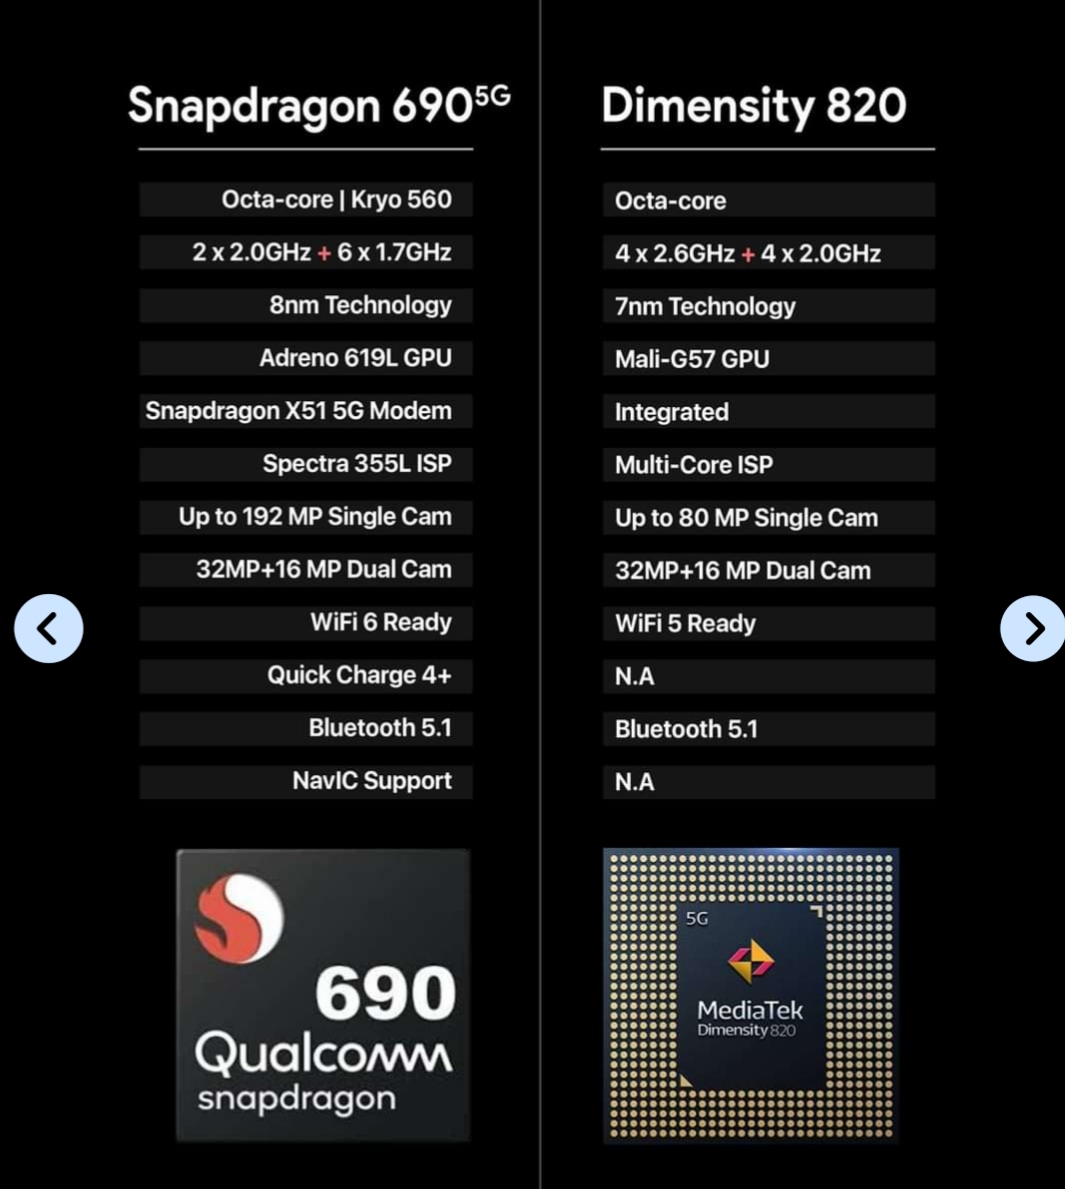 Snapdragon 690 5G
Octa-core | Kryo 560
2 x 2.0GHz + 6 x 1.7GHz
8nm Technology
Adreno 619L GPU
Snapdragon X51 5G Modem
Spectra 355L ISP
Up to 192 MP Single Cam
32MP+16 MP Dual Cam
WiFi 6 Ready
Quick Charge 4+
Bluetooth 5.1
NavIC Support
690
Qualcomm
snapdragon
Dimensity 820
Octa-core
4 x 2.6GHz + 4 x 2.0GHz
7nm Technology
Mali-G57 GPU
Integrated
Multi-Core ISP
Up to 80 MP Single Cam
32MP+16 MP Dual Cam
WiFi 5 Ready
N.A
Bluetooth 5.1
N.A
5G
MediaTek
Dimensity 820